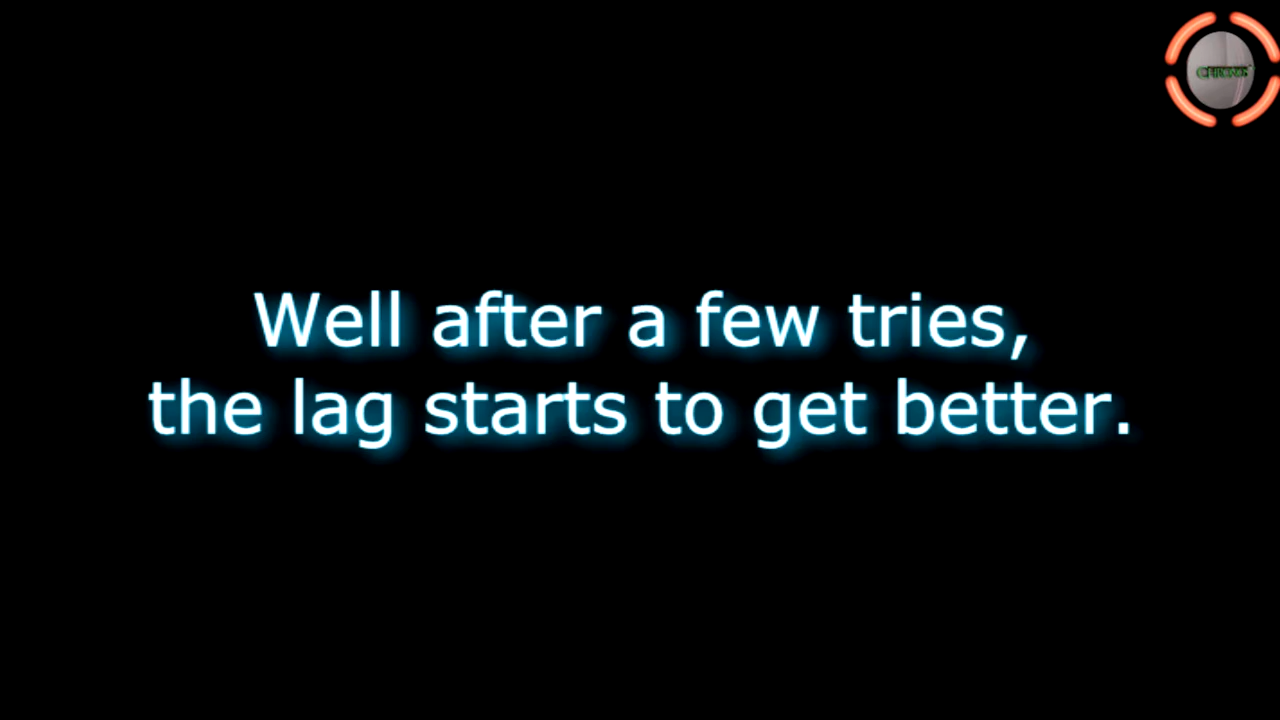 Well after a few tries,
the lag starts to get better.